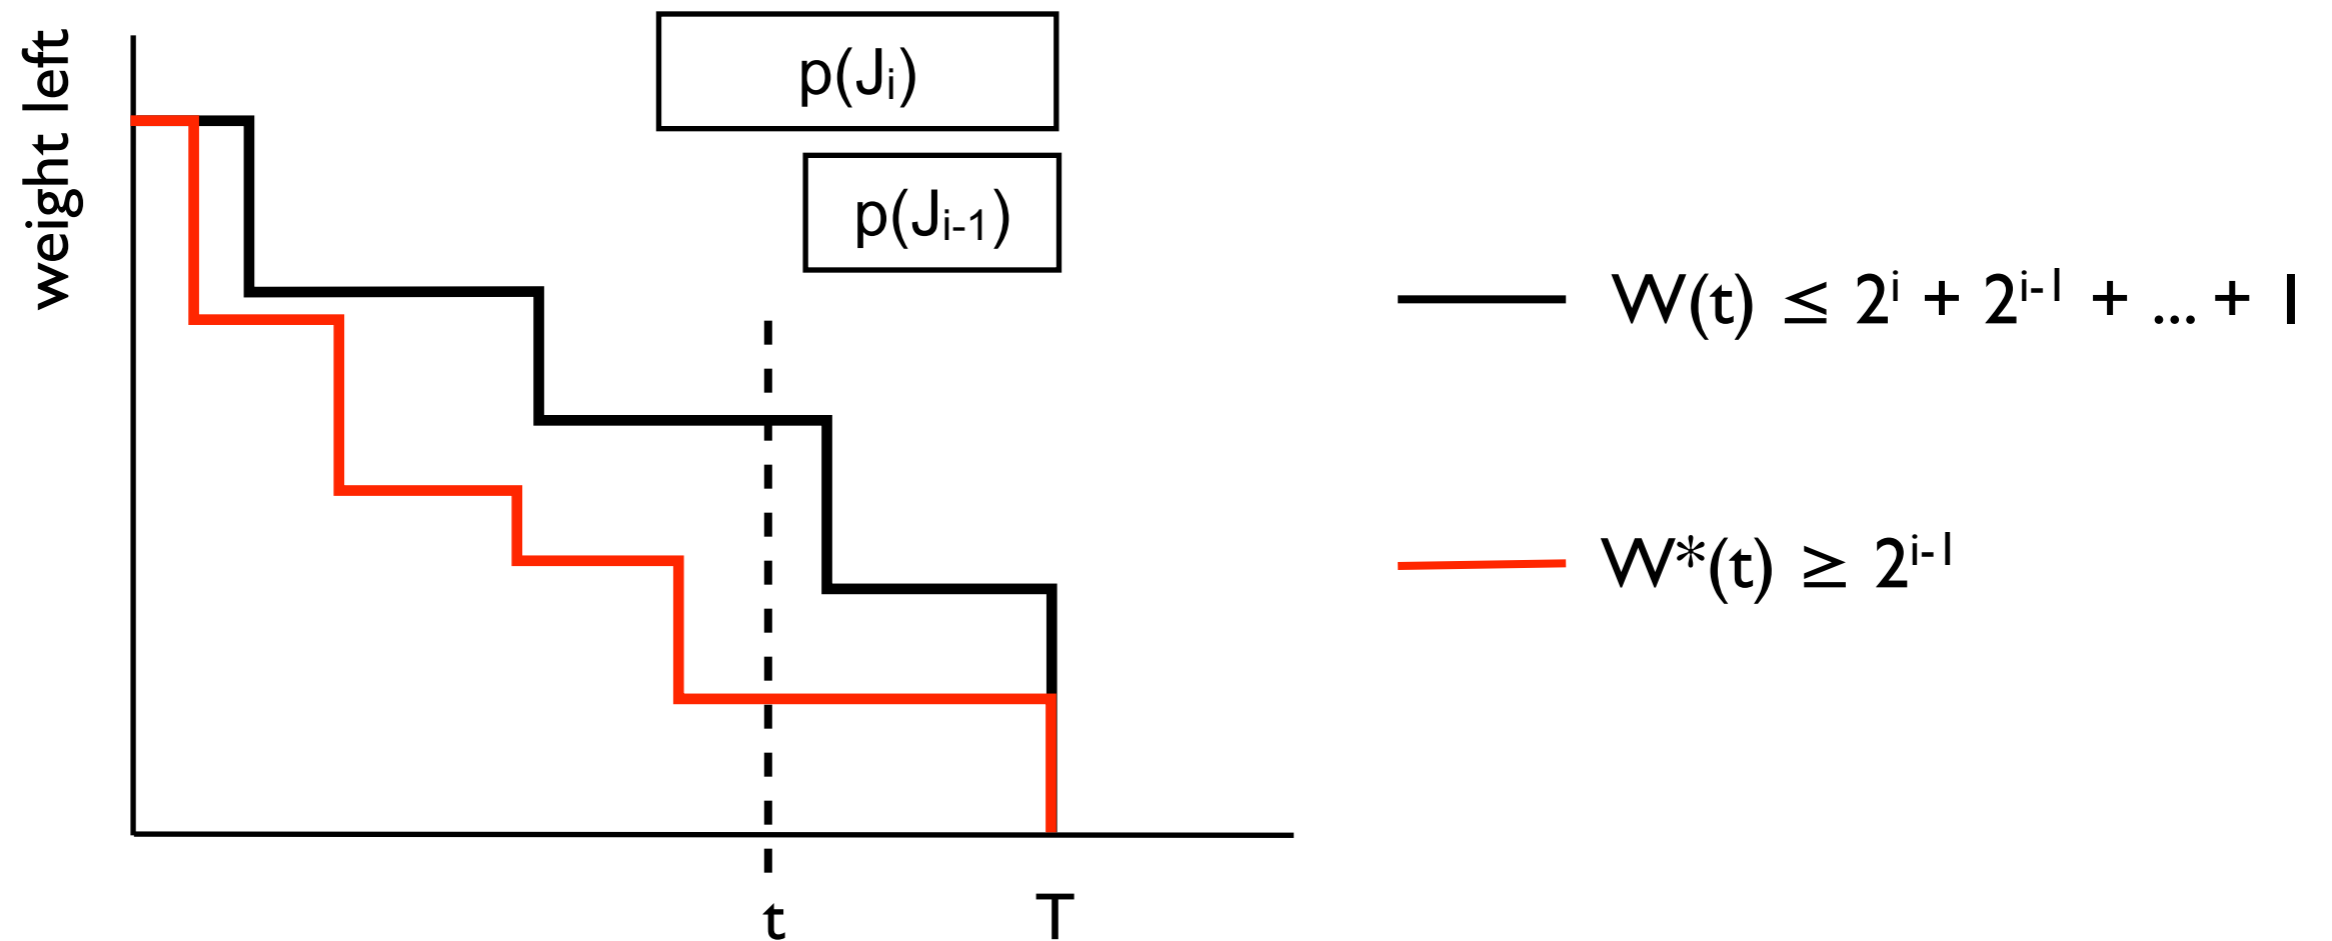 weight left
p(Jᵢ)
p(Jᵢ₋₁)
W(t) ≤ 2ⁱ + 2ⁱ⁻¹ + ... + 1
W*(t) ≥ 2ⁱ⁻¹
t
T